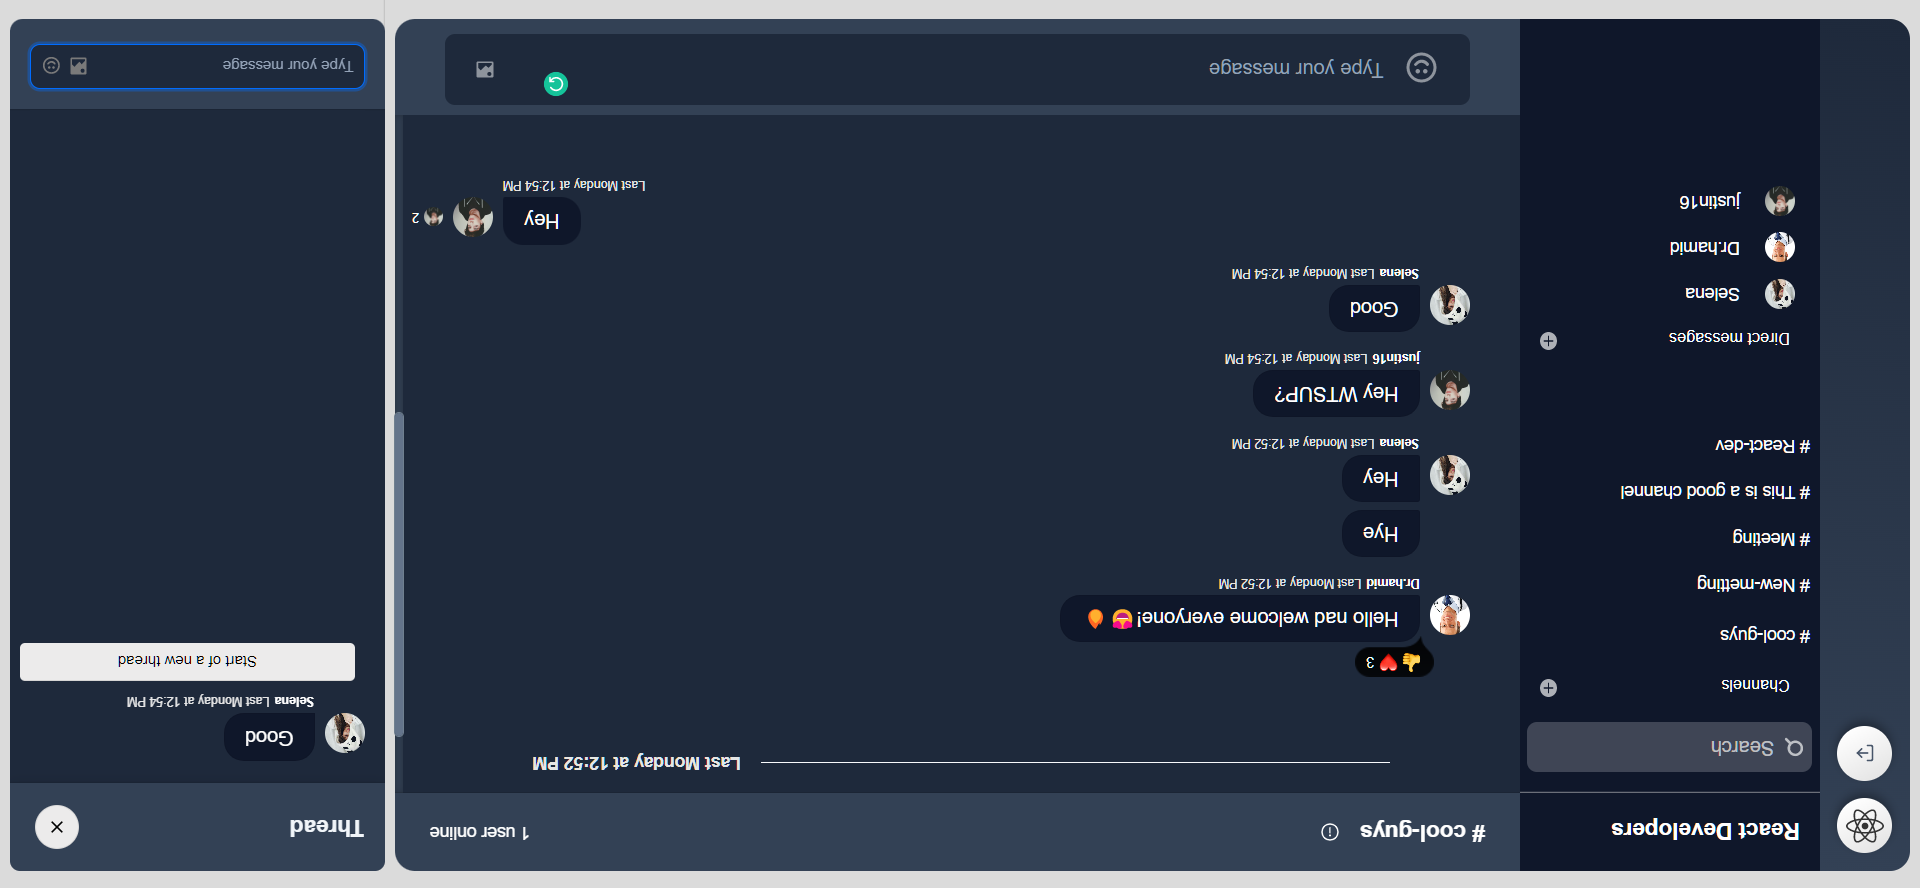 React Developers
Search
Channels
# cool-guys
# New-metting
# Meeting
# This is a good channel
# React-dev
Direct messages
Selena
Dr.hamid
justin16
# cool-guys
1 user online
Last Monday at 12:52 PM
👎❤️ 3
Hello nad welcome everyone!
Dr.hamid Last Monday at 12:52 PM
Hye
Hey
Selena Last Monday at 12:52 PM
Hey WTSUP?
justin16 Last Monday at 12:54 PM
Good
Selena Last Monday at 12:54 PM
Hey
2
Last Monday at 12:54 PM
Type your message
Thread
Good
Selena Last Monday at 12:54 PM
Start of a new thread
Type your message